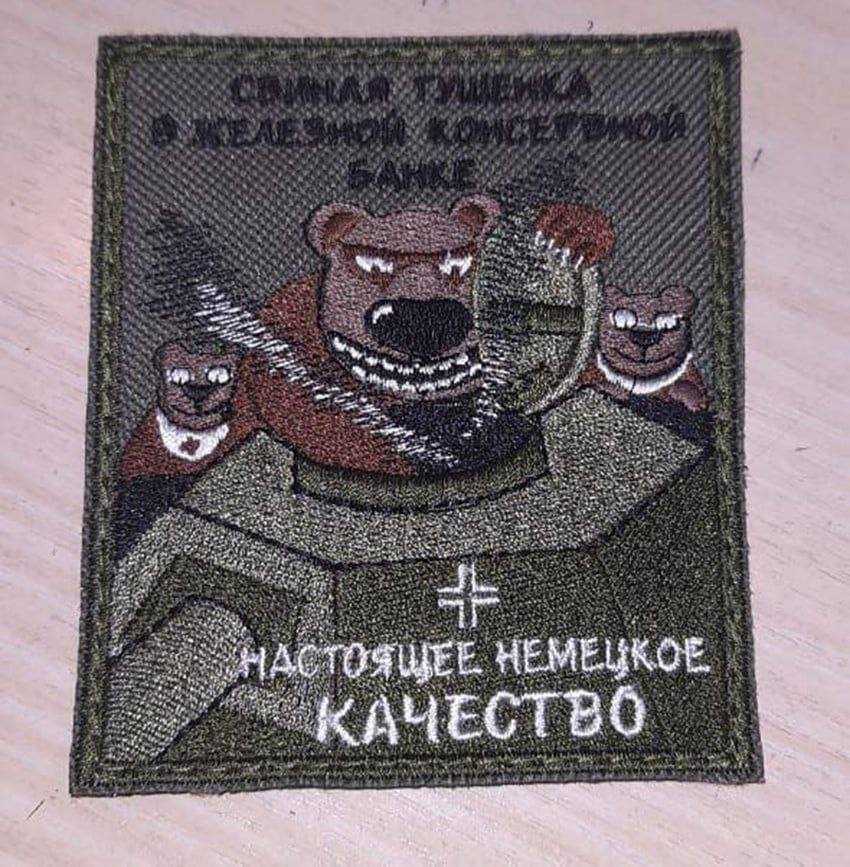 СВИНАЯ ТУШЕНКА
В ЖЕЛЕЗНОЙ КОНСЕРВНОЙ
БАНКЕ
НАСТОЯЩЕЕ НЕМЕЦКОЕ
КАЧЕСТВО